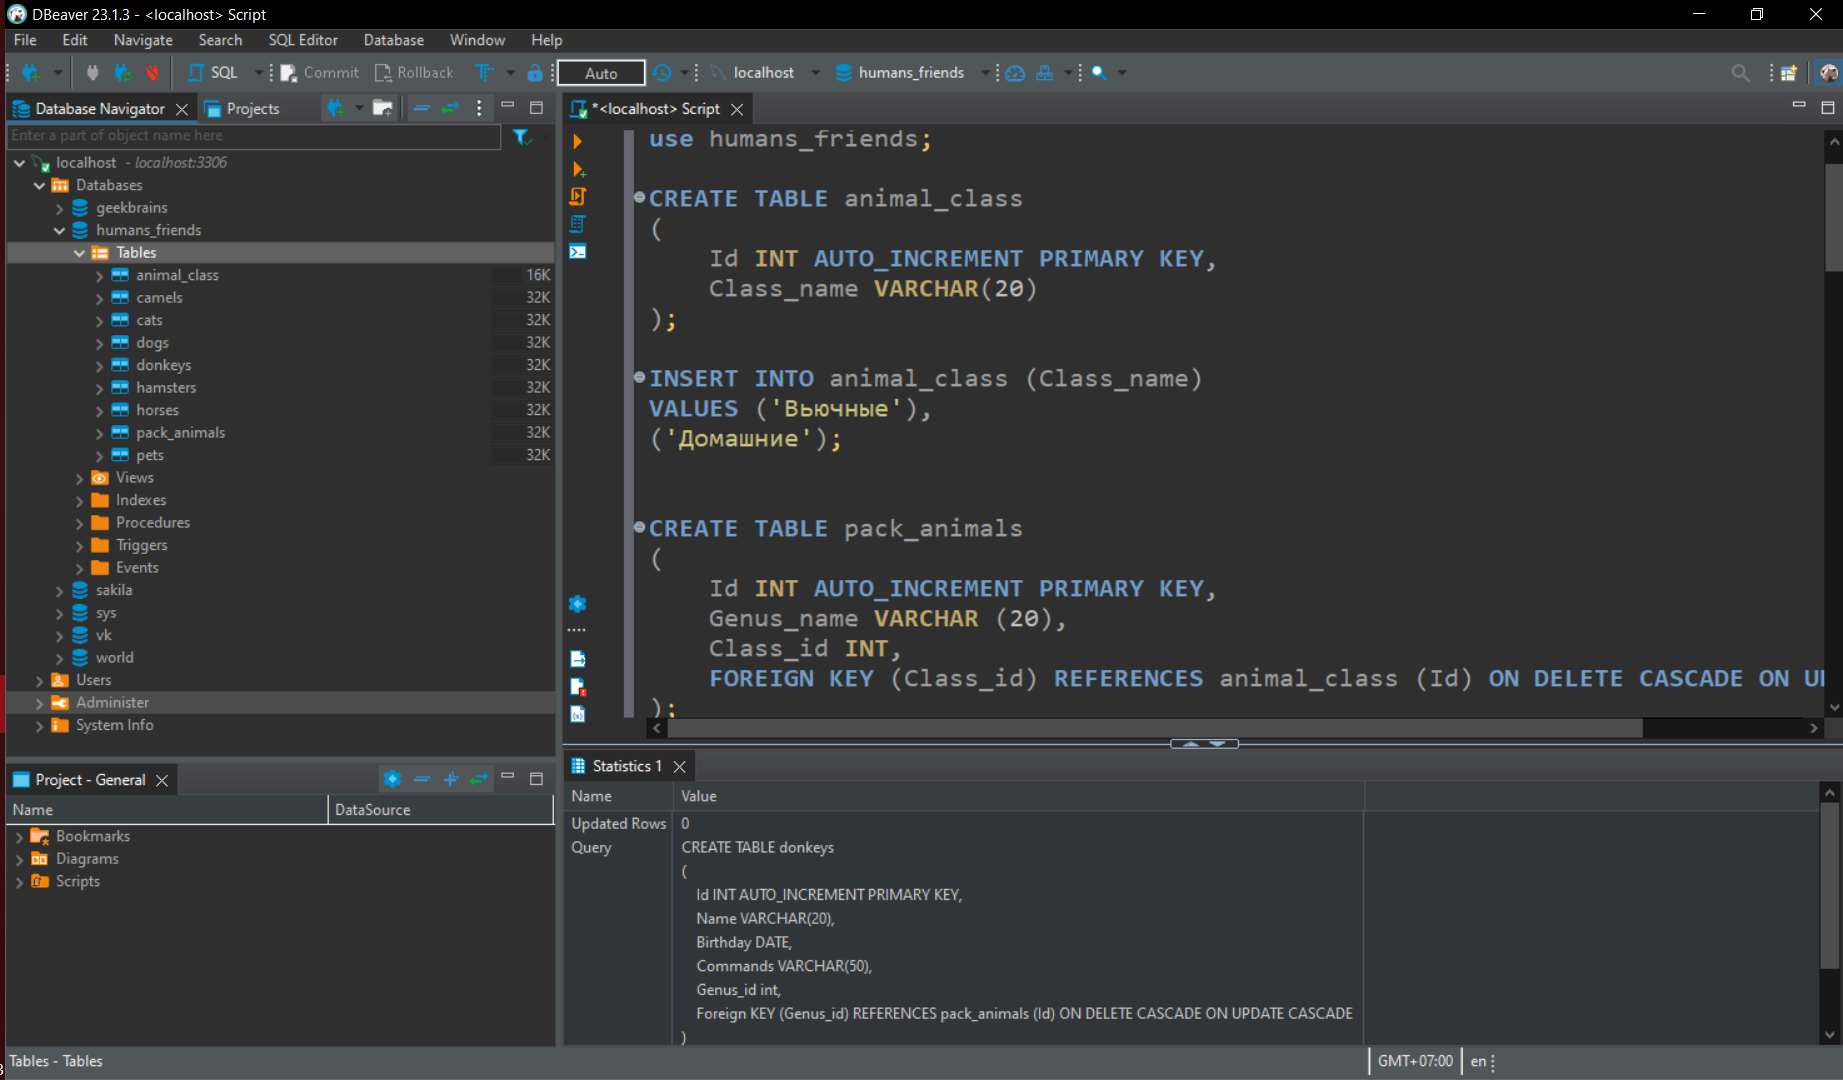 DBeaver 23.1.3 - <localhost> Script
File Edit Navigate Search SQL Editor Database Window Help
SQL Commit Rollback Auto localhost humans_friends
Database Navigator Projects
Enter a part of object name here
localhost - localhost:3306
Databases
geekbrains
humans_friends
Tables
animal_class 16K
camels 32K
cats 32K
dogs 32K
donkeys 32K
hamsters 32K
horses 32K
pack_animals 32K
pets 32K
Views
Indexes
Procedures
Triggers
Events
sakila
sys
vk
world
Users
Administer
System Info
Project - General
Name DataSource
Bookmarks
Diagrams
Scripts
*<localhost> Script
use humans_friends;
CREATE TABLE animal_class
(
Id INT AUTO_INCREMENT PRIMARY KEY,
Class_name VARCHAR(20)
);
INSERT INTO animal_class (Class_name)
VALUES ('Вьючные'),
('Домашние');
CREATE TABLE pack_animals
(
Id INT AUTO_INCREMENT PRIMARY KEY,
Genus_name VARCHAR (20),
Class_id INT,
FOREIGN KEY (Class_id) REFERENCES animal_class (Id) ON DELETE CASCADE ON
);
Statistics 1
Name Value
Updated Rows 0
Query CREATE TABLE donkeys
(
Id INT AUTO_INCREMENT PRIMARY KEY,
Name VARCHAR(20),
Birthday DATE,
Commands VARCHAR(50),
Genus_id int,
Foreign KEY (Genus_id) REFERENCES pack_animals (Id) ON DELETE CASCADE ON UPDATE CASCADE
)
Tables - Tables
GMT+07:00 en